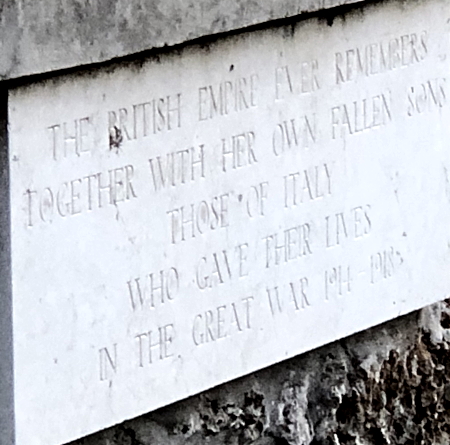 THE BRITISH EMPIRE EVER REMEMBERS
TOGETHER WITH HER OWN FALLEN SONS
THOSE OF ITALY
WHO GAVE THEIR LIVES
IN THE GREAT WAR 1914-1918